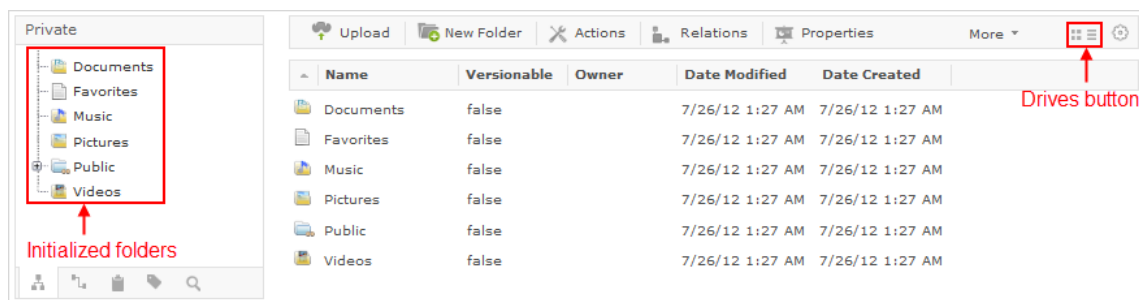 Private
Documents
Favorites
Music
Pictures
Public
Videos
Initialized folders
Upload New Folder Actions Relations Properties More
Drives button
Name Versionable Owner Date Modified Date Created
Documents false 7/26/12 1:27 AM 7/26/12 1:27 AM
Favorites false 7/26/12 1:27 AM 7/26/12 1:27 AM
Music false 7/26/12 1:27 AM 7/26/12 1:27 AM
Pictures false 7/26/12 1:27 AM 7/26/12 1:27 AM
Public false 7/26/12 1:27 AM 7/26/12 1:27 AM
Videos false 7/26/12 1:27 AM 7/26/12 1:27 AM